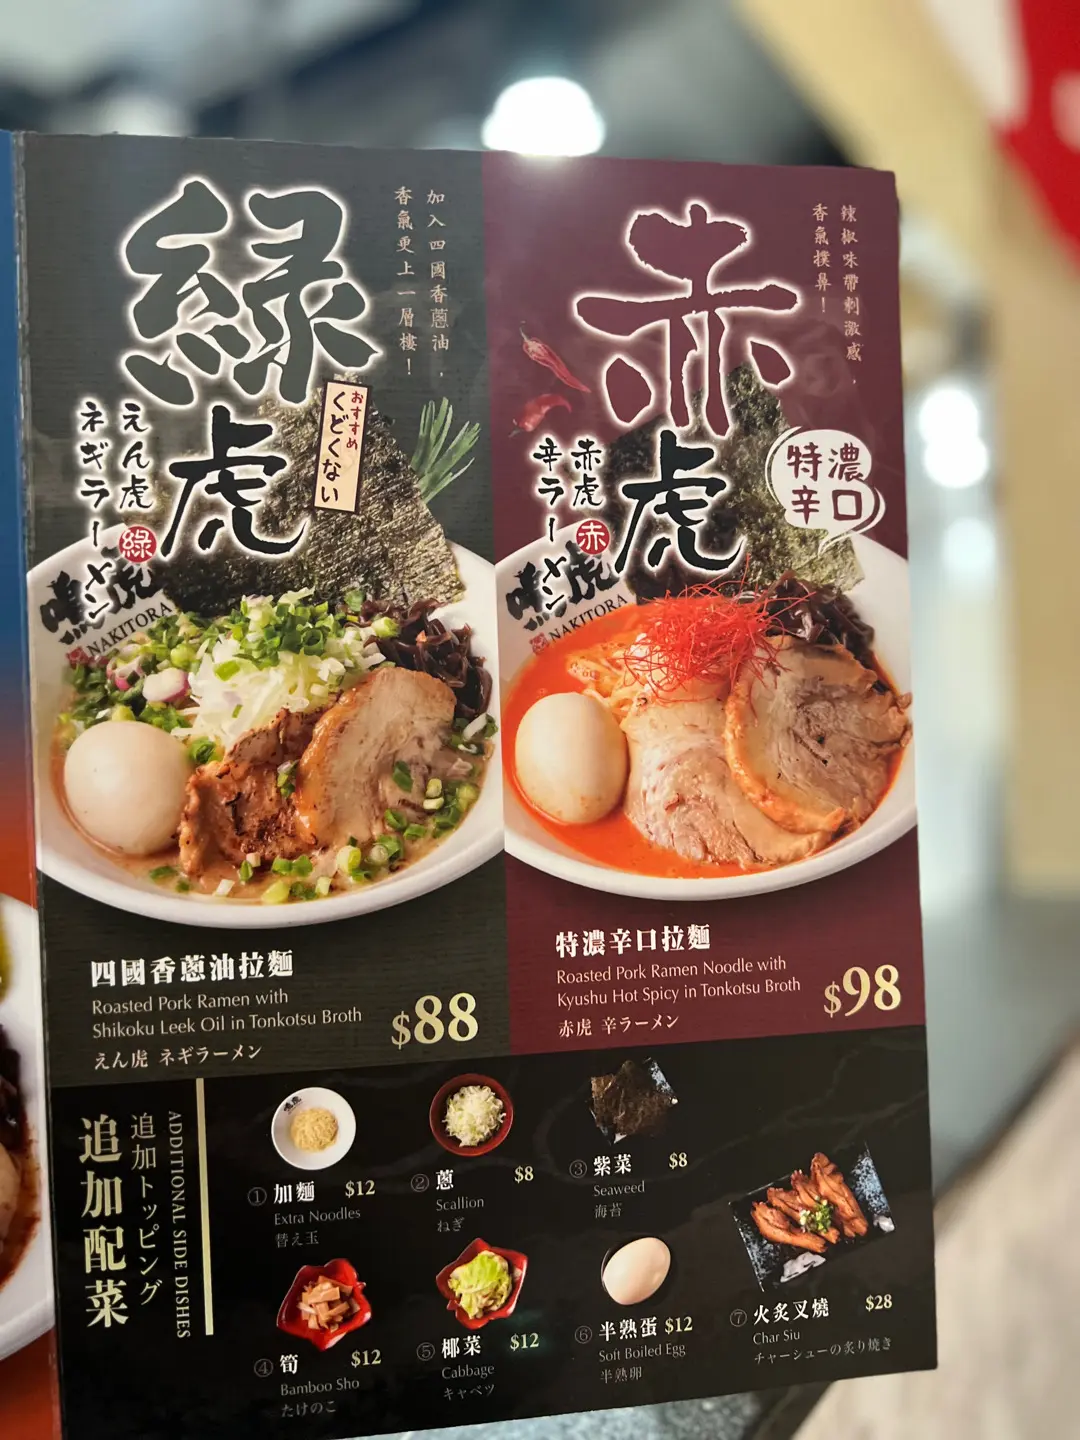 緑虎
加入四國香蔥油，
香氣更上一層樓！
おすすめ
くどくない
えん虎
ネギラーメン
緑
鳴虎
NAKITORA
四國香蔥油拉麵
Roasted Pork Ramen with
Shikoku Leek Oil in Tonkotsu Broth
えん虎 ネギラーメン
$88
赤虎
辣椒味帶刺激感，
香氣撲鼻！
特濃
辛口
赤虎
辛ラーメン
赤
鳴虎
NAKITORA
特濃辛口拉麵
Roasted Pork Ramen Noodle with
Kyushu Hot Spicy in Tonkotsu Broth
赤虎 辛ラーメン
$98
追加配菜
追加トッピング
ADDITIONAL SIDE DISHES
① 加麵 $12
Extra Noodles
替え玉
② 蔥 $8
Scallion
ねぎ
③ 紫菜 $8
Seaweed
海苔
④ 筍 $12
Bamboo Sho
たけのこ
⑤ 椰菜 $12
Cabbage
キャベツ
⑥ 半熟蛋 $12
Soft Boiled Egg
半熟卵
⑦ 火炙叉燒 $28
Char Siu
チャーシューの炙り焼き